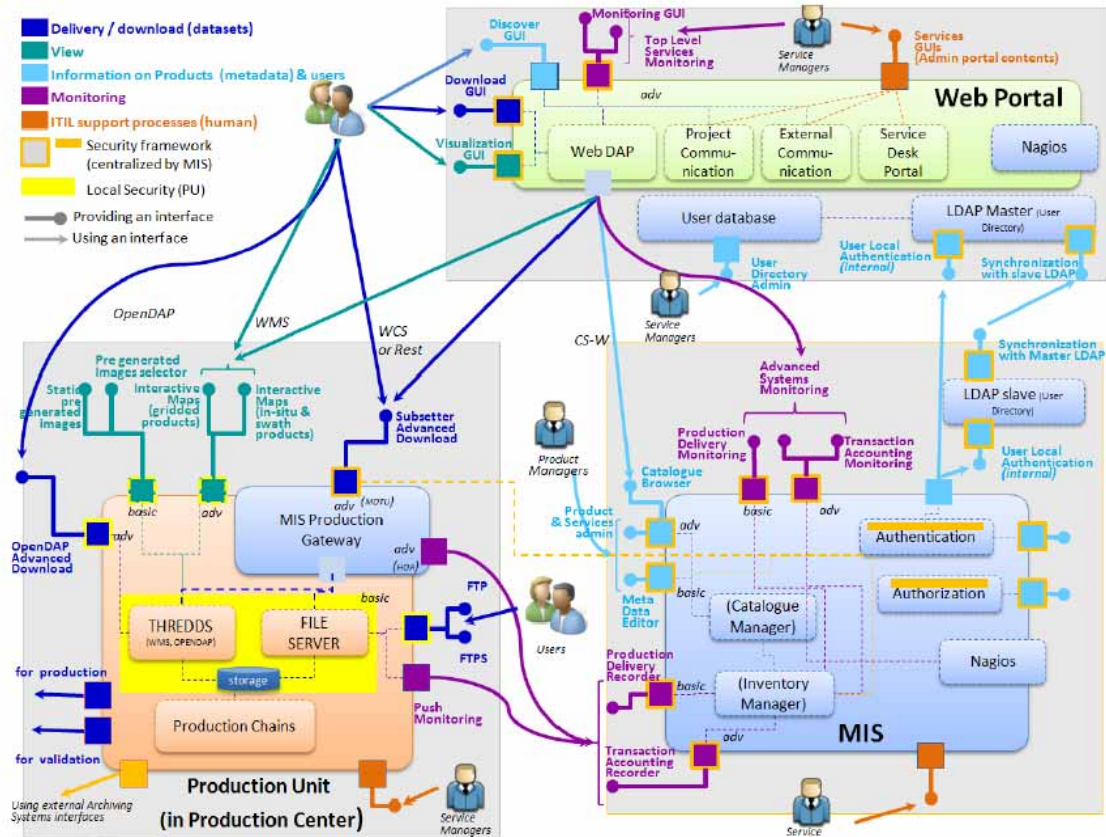 Delivery / download (datasets)
View
Information on Products (metadata) & users
Monitoring
ITIL support processes (human)
Security framework
(centralized by MIS)
Local Security (PU)
Providing an interface
Using an interface
Discover
GUI
Download
GUI
Visualization
GUI
Monitoring GUI
Top Level
Services
Monitoring
Service
Managers
Services
GUIs
(Admin portal contents)
adv
Web Portal
Web DAP
Project
Commu-
nication
External
Commu-
nication
Service
Desk
Portal
Nagios
User database
LDAP Master (User
Directory)
User
Directory
Admin
User Local
Authentication
(internal)
Synchronization
with slave LDAP
Service
Managers
OpenDAP
WMS
WCS
or Rest
CS-W
Synchronization
with Master LDAP
LDAP slave (User
Directory)
User Local
Authentication
(internal)
Pre generated
Images selector
Static
pre
generated
images
Interactive
Maps
(gridded
products)
Interactive
Maps
(in-situ &
swath
products)
Subsetter
Advanced
Download
Advanced
Systems
Monitoring
Production
Delivery
Monitoring
Transaction
Accounting
Monitoring
Product
Managers
Catalogue
Browser
Product
& Services
admin
Meta
Data
Editor
basic
adv
adv (MOTU)
MIS Production
Gateway
adv
(HOA)
basic
adv
OpenDAP
Advanced
Download
THREDDS
(WMS, OPENDAP)
FILE
SERVER
storage
Production Chains
basic
FTP
FTPS
Users
Push
Monitoring
for production
for validation
Using external Archiving
Systems interfaces
Production Unit
(in Production Center)
Service
Managers
basic
adv
adv
basic
Authentication
Authorization
(Catalogue
Manager)
(Inventory
Manager)
Nagios
MIS
Production
Delivery
Recorder
basic
adv
Transaction
Accounting
Recorder
Service